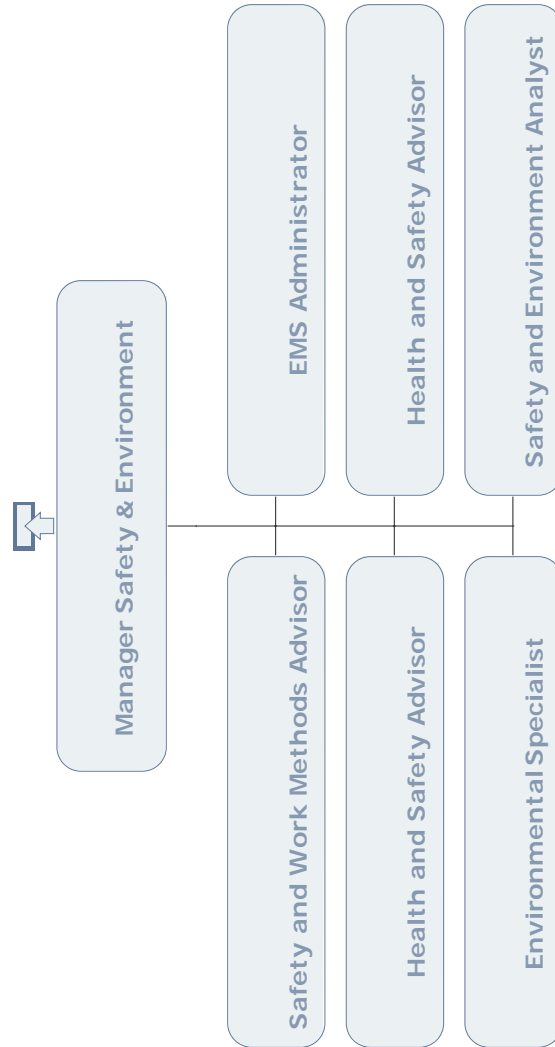 Manager Safety & Environment
Safety and Work Methods Advisor
EMS Administrator
Health and Safety Advisor
Health and Safety Advisor
Environmental Specialist
Safety and Environment Analyst